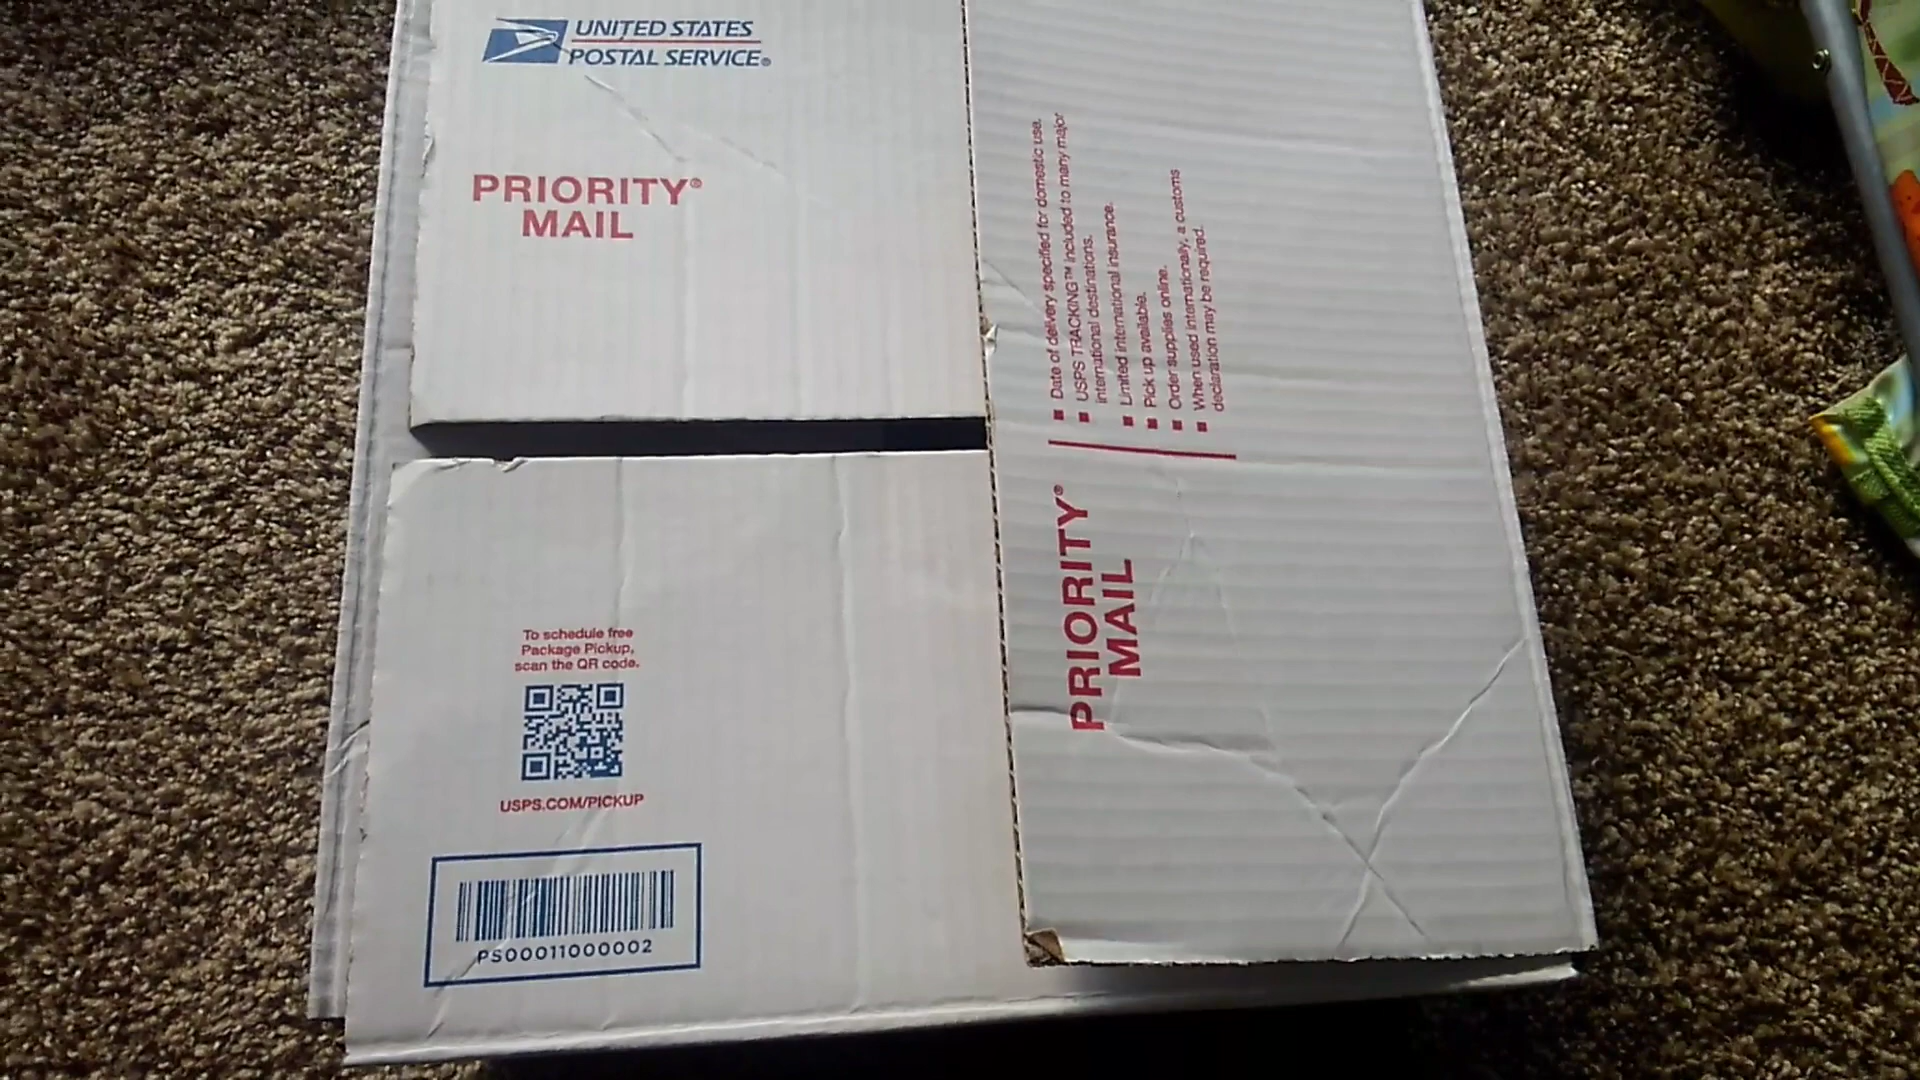 UNITED STATES
POSTAL SERVICE®
PRIORITY®
MAIL
To schedule free
Package Pickup,
scan the QR code.
USPS.COM/PICKUP
PS00011000002
PRIORITY®
MAIL
■ Date of delivery specified for domestic use.
■ USPS TRACKING™ included to many major
international destinations.
■ Limited international insurance.
■ Pick up available.
■ Order supplies online.
■ When used internationally, a customs
declaration may be required.